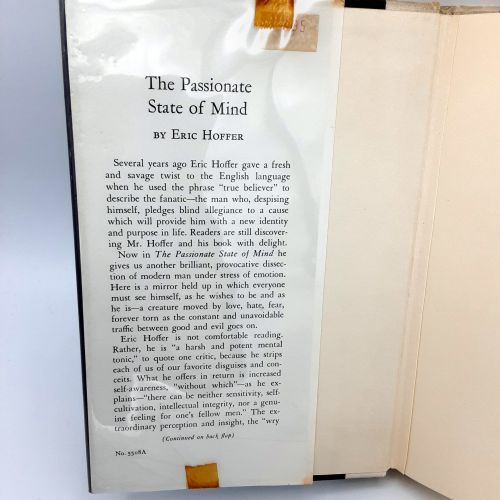 The Passionate
State of Mind
BY ERIC HOFFER
Several years ago Eric Hoffer gave a fresh
and savage twist to the English language
when he used the phrase “true believer” to
describe the fanatic—the man who, despising
himself, pledges blind allegiance to a cause
which will provide him with a new identity
and purpose in life. Readers are still discover-
ing Mr. Hoffer and his book with delight.
Now in The Passionate State of Mind he
gives us another brilliant, provocative dissec-
tion of modern man under stress of emotion.
Here is a mirror held up in which everyone
must see himself, as he wishes to be and as
he is—a creature moved by love, hate, fear,
forever torn as the constant and unavoidable
traffic between good and evil goes on.
Eric Hoffer is not comfortable reading.
Rather, he is “a harsh and potent mental
tonic,” to quote one critic, because he strips
each of us of our favorite disguises and con-
ceits. What he offers in return is increased
self-awareness, “without which”—as he ex-
plains—“there can be neither sensitivity, self-
cultivation, intellectual integrity, nor a genu-
ine feeling for one's fellow men.” The ex-
traordinary perception and insight, the “wry
(Continued on back flap)
No. 5508A